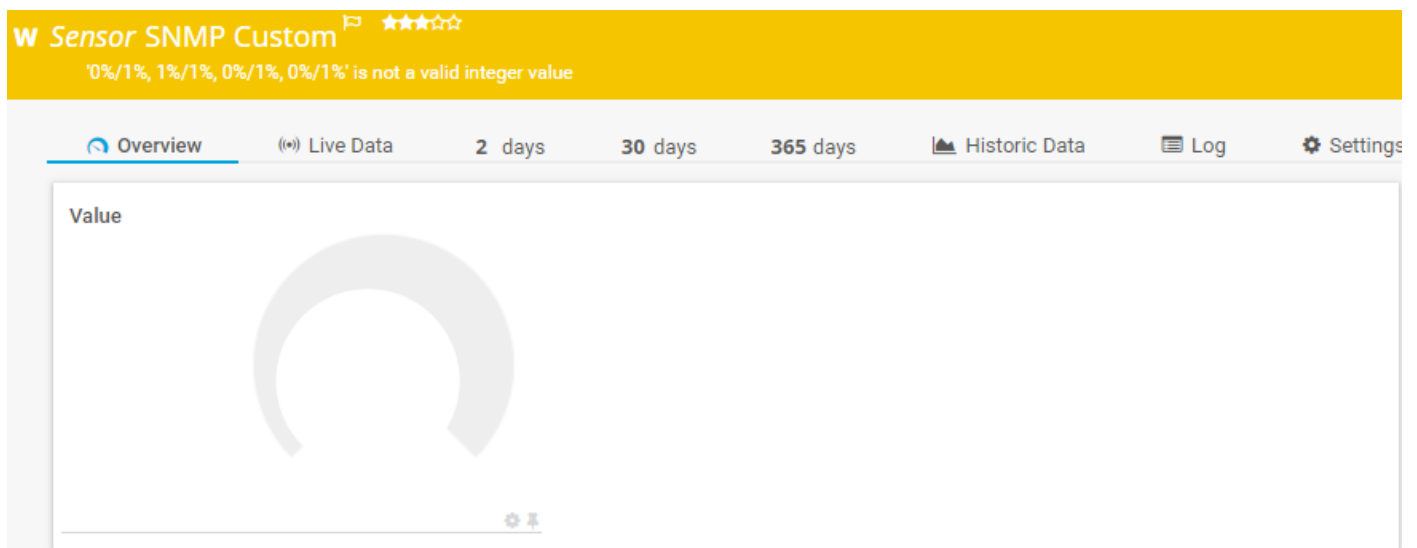 W Sensor SNMP Custom
'0%/1%, 1%/1%, 0%/1%, 0%/1%' is not a valid integer value
Overview Live Data 2 days 30 days 365 days Historic Data Log Settings
Value